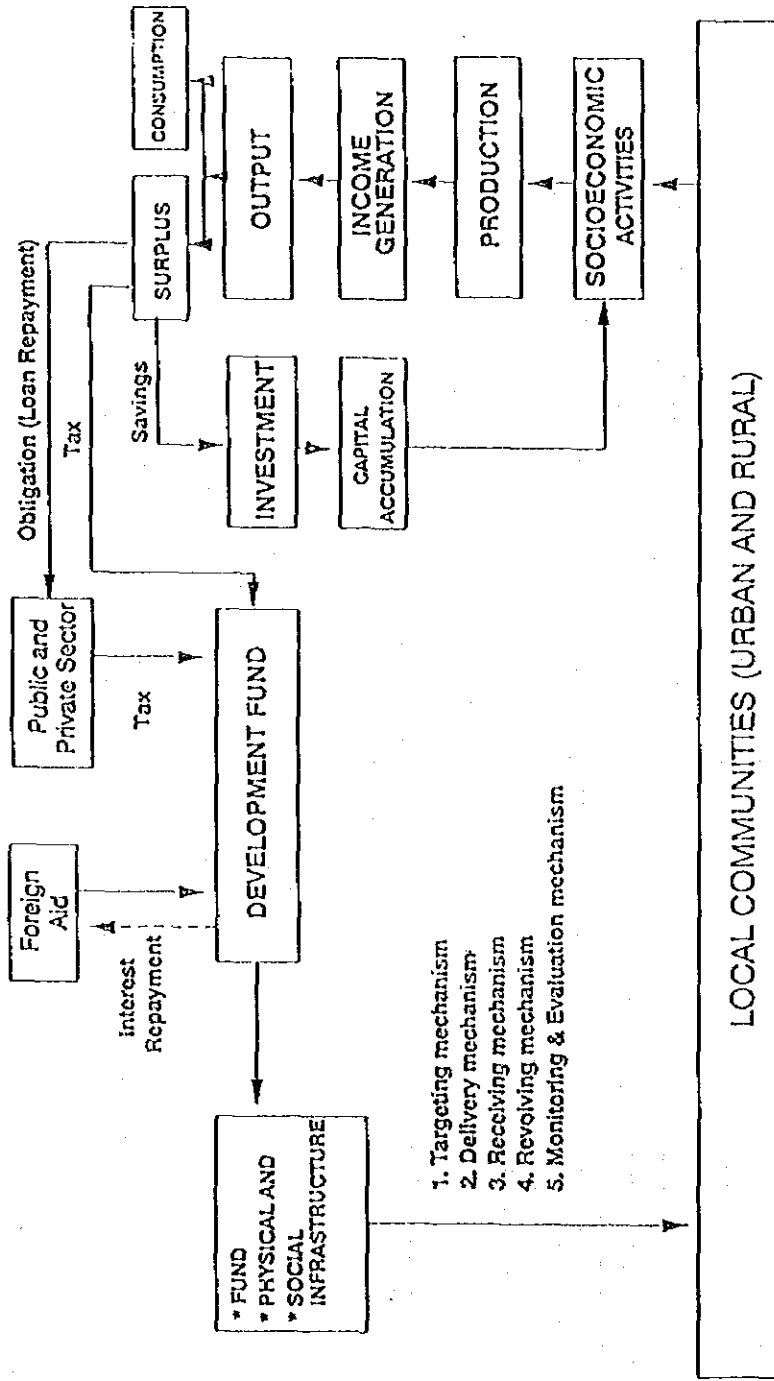 Foreign
Aid
Public and
Private Sector
Obligation (Loan Repayment)
Tax
Interest
Repayment
Tax
Savings
SURPLUS
CONSUMPTION
* FUND
* PHYSICAL AND
* SOCIAL
INFRASTRUCTURE
DEVELOPMENT FUND
INVESTMENT
OUTPUT
CAPITAL
ACCUMULATION
INCOME
GENERATION
PRODUCTION
1. Targeting mechanism
2. Delivery mechanism
3. Receiving mechanism
4. Revolving mechanism
5. Monitoring & Evaluation mechanism
SOCIOECONOMIC
ACTIVITIES
LOCAL COMMUNITIES (URBAN AND RURAL)